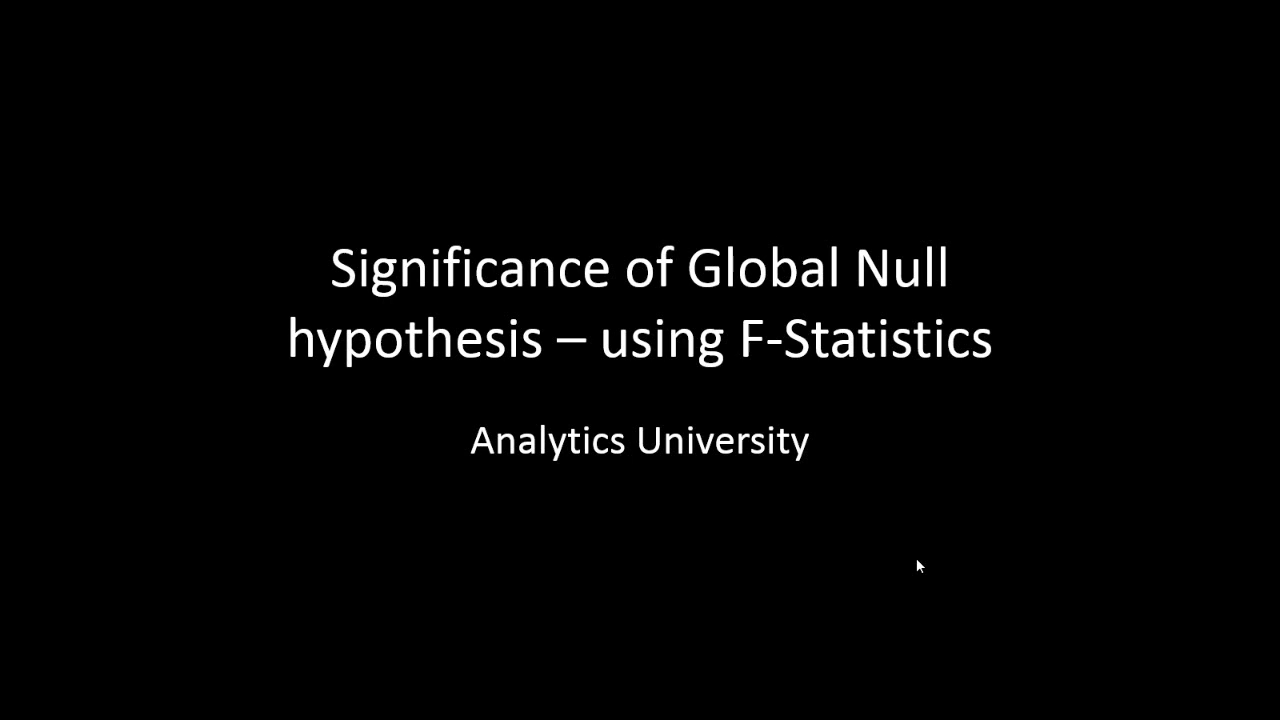 Significance of Global Null
hypothesis – using F-Statistics
Analytics University